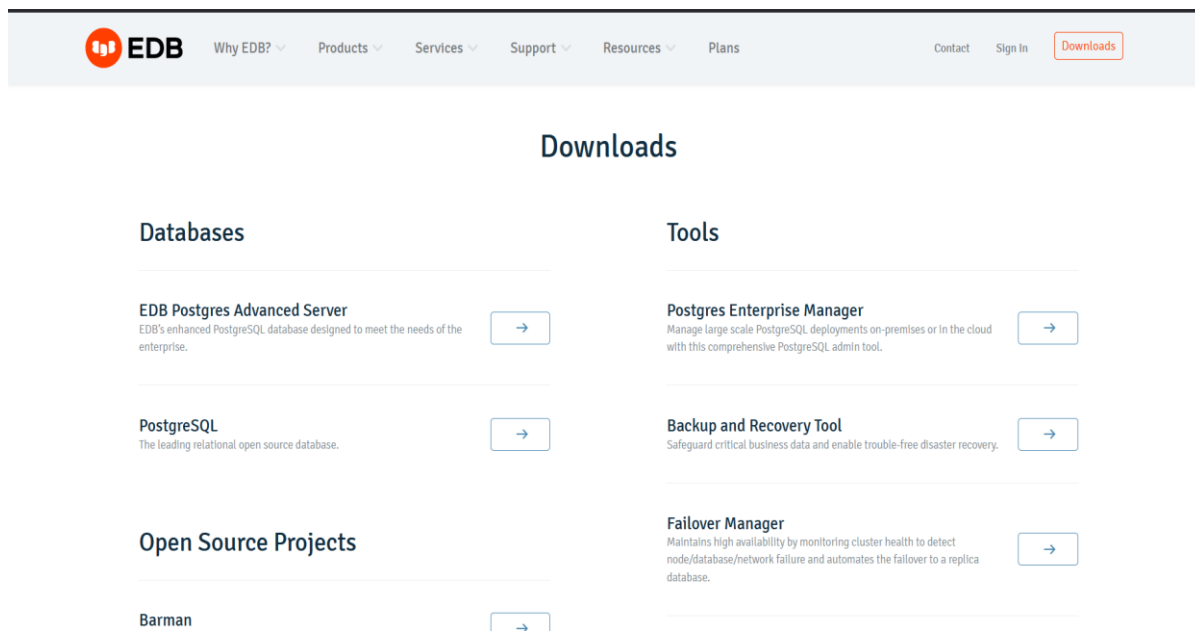 EDB
Why EDB?
Products
Services
Support
Resources
Plans
Contact
Sign In
Downloads
Downloads
Databases
EDB Postgres Advanced Server
EDB's enhanced PostgreSQL database designed to meet the needs of the
enterprise.
PostgreSQL
The leading relational open source database.
Open Source Projects
Barman
Tools
Postgres Enterprise Manager
Manage large scale PostgreSQL deployments on-premises or in the cloud
with this comprehensive PostgreSQL admin tool.
Backup and Recovery Tool
Safeguard critical business data and enable trouble-free disaster recovery.
Failover Manager
Maintains high availability by monitoring cluster health to detect
node/database/network failure and automates the failover to a replica
database.